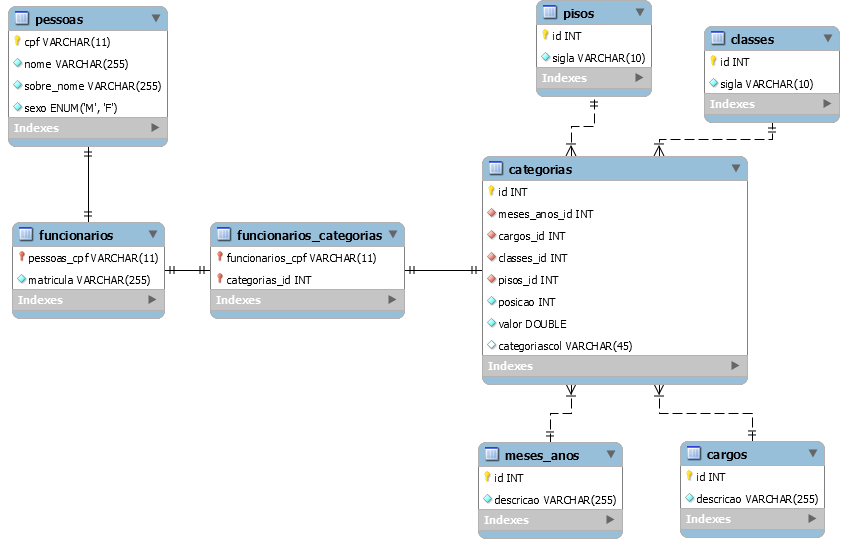 pessoas
cpf VARCHAR(11)
nome VARCHAR(255)
sobre_nome VARCHAR(255)
sexo ENUM('M', 'F')
Indexes
pisos
id INT
sigla VARCHAR(10)
Indexes
classes
id INT
sigla VARCHAR(10)
Indexes
funcionarios
pessoas_cpf VARCHAR(11)
matricula VARCHAR(255)
Indexes
funcionarios_categorias
funcionarios_cpf VARCHAR(11)
categorias_id INT
Indexes
categorias
id INT
meses_anos_id INT
cargos_id INT
classes_id INT
pisos_id INT
posicao INT
valor DOUBLE
categoriascol VARCHAR(45)
Indexes
meses_anos
id INT
descricao VARCHAR(255)
Indexes
cargos
id INT
descricao VARCHAR(255)
Indexes